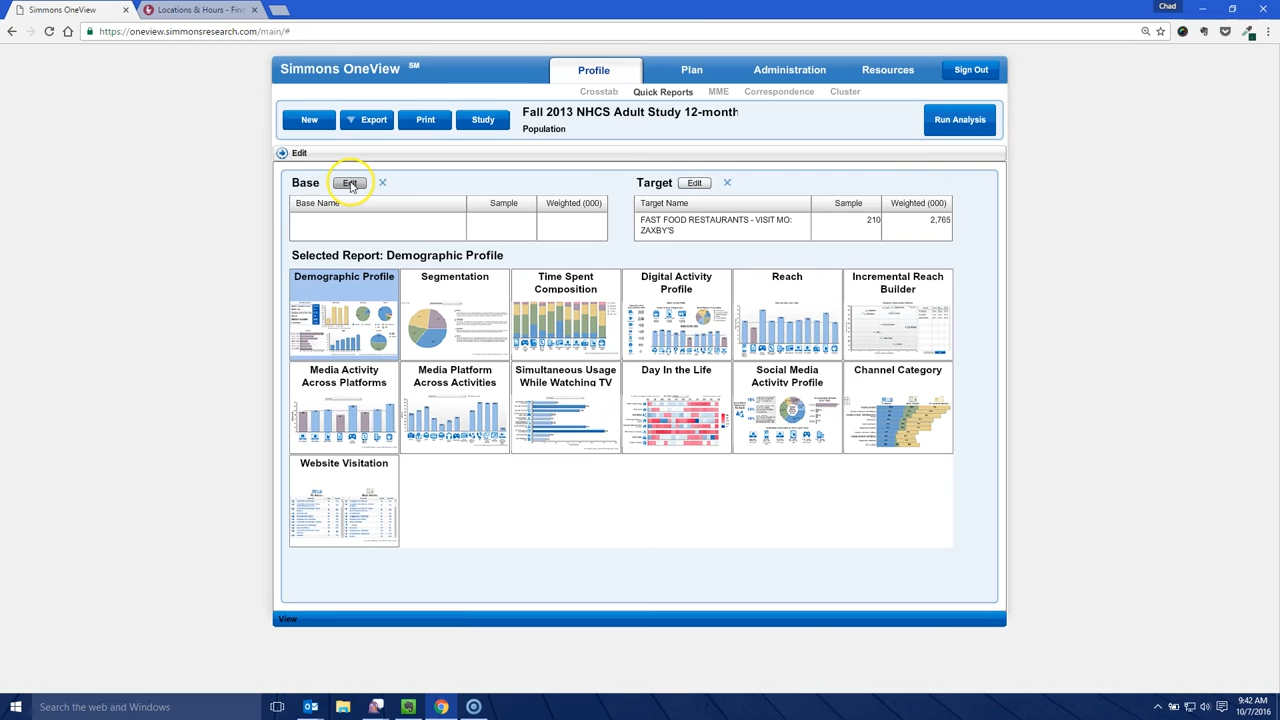 Simmons OneView
Locations & Hours - Fin
Chad
https://oneview.simmonsresearch.com/main/#
Simmons OneView SM
Profile
Plan
Administration
Resources
Sign Out
Crosstab
Quick Reports
MME
Correspondence
Cluster
New
Export
Print
Study
Fall 2013 NHCS Adult Study 12-month
Population
Run Analysis
Edit
Base
Edit
Target
Edit
Base Name
Sample
Weighted (000)
Target Name
Sample
Weighted (000)
FAST FOOD RESTAURANTS - VISIT MO:
ZAXBY'S
210
2,765
Selected Report: Demographic Profile
Demographic Profile
Segmentation
Time Spent
Composition
Digital Activity
Profile
Reach
Incremental Reach
Builder
Media Activity
Across Platforms
Media Platform
Across Activities
Simultaneous Usage
While Watching TV
Day In the Life
Social Media
Activity Profile
Channel Category
Website Visitation
View
Search the web and Windows
9:42 AM
10/7/2016